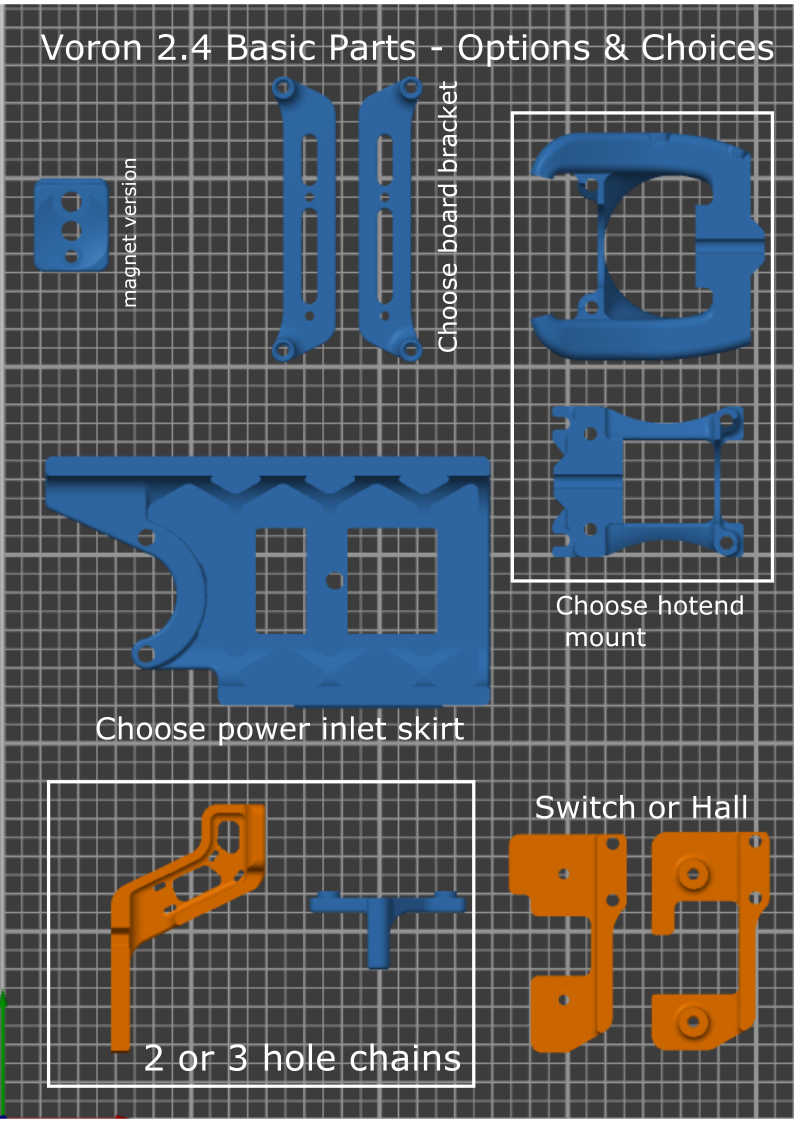 Voron 2.4 Basic Parts - Options & Choices
magnet version
Choose board bracket
Choose hotend
mount
Choose power inlet skirt
Switch or Hall
2 or 3 hole chains